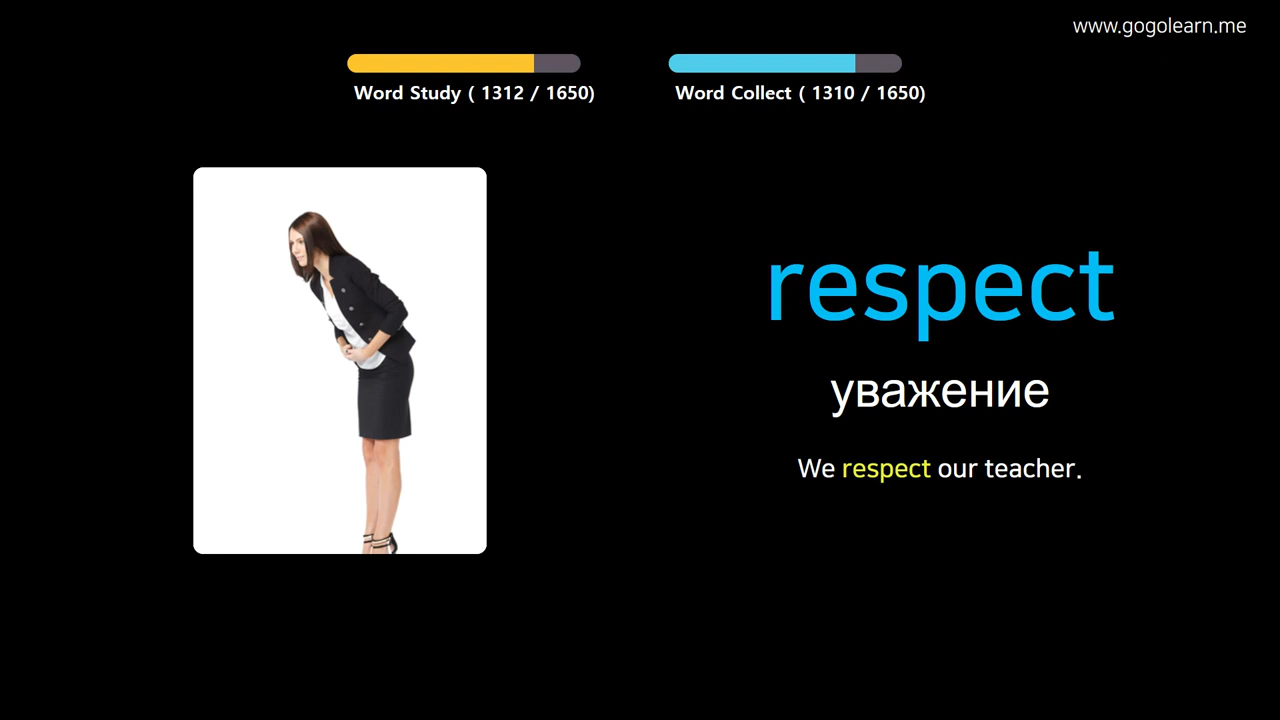 www.gogolearn.me
Word Study ( 1312 / 1650)
Word Collect ( 1310 / 1650)
respect
уважение
We respect our teacher.